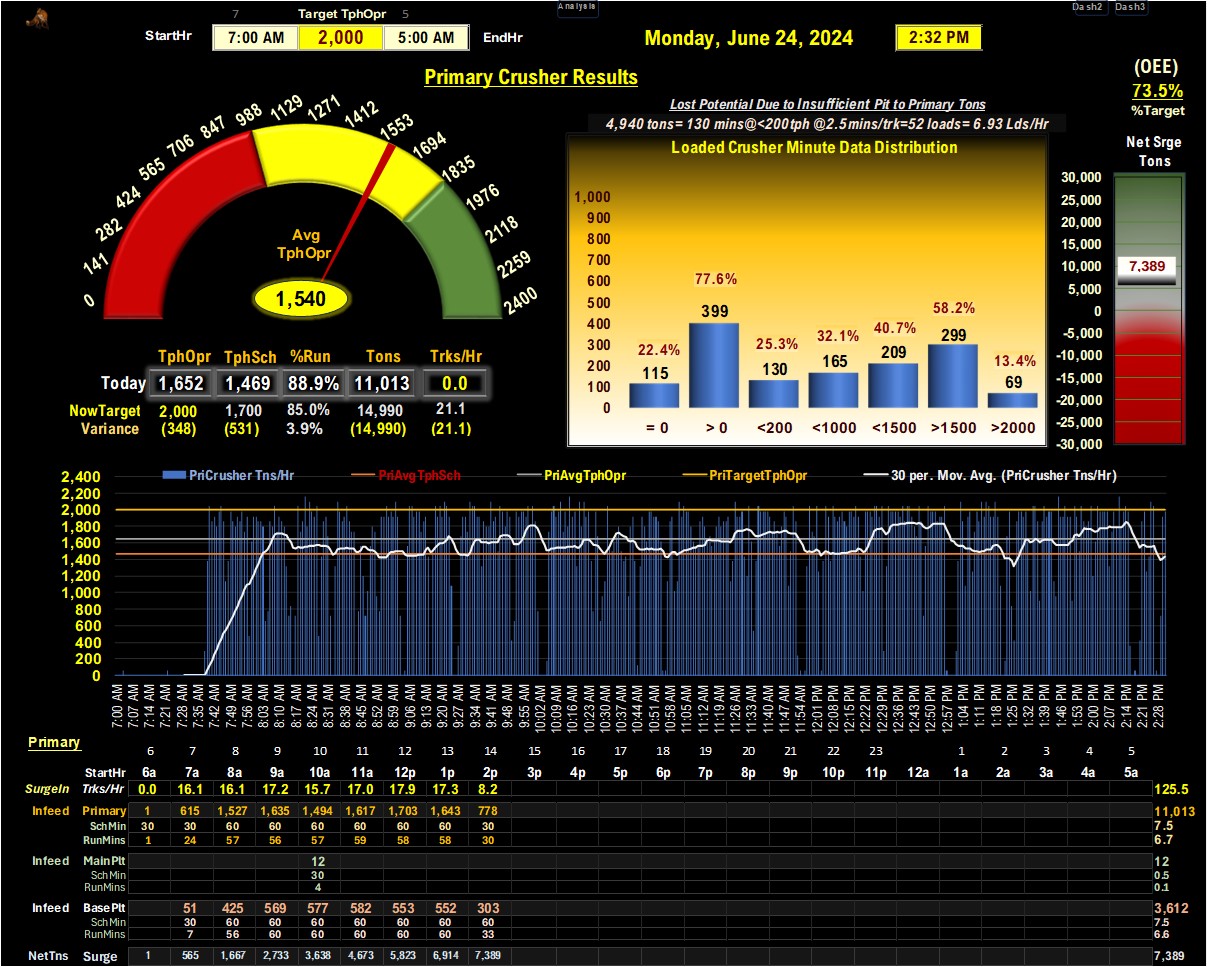 7 Target TphOpr 5
Analysis
Dash2 Dash3
StartHr 7:00 AM 2,000 5:00 AM EndHr
Monday, June 24, 2024
2:32 PM
Primary Crusher Results
(OEE)
73.5%
%Target
0 141 282 424 565 706 847 988 1129 1271 1412 1553 1694 1835 1976 2118 2259 2400
Avg
TphOpr
1,540
TphOpr TphSch %Run Tons Trks/Hr
Today 1,652 1,469 88.9% 11,013 0.0
NowTarget 2,000 1,700 85.0% 14,990 21.1
Variance (348) (531) 3.9% (14,990) (21.1)
Lost Potential Due to Insufficient Pit to Primary Tons
4,940 tons= 130 mins@<200tph @2.5mins/trk=52 loads= 6.93 Lds/Hr
Loaded Crusher Minute Data Distribution
1,000
900
800
700
600
500
400
300
200
100
0
22.4% 77.6% 25.3% 32.1% 40.7% 58.2% 13.4%
115 399 130 165 209 299 69
= 0 > 0 <200 <1000 <1500 >1500 >2000
Net Srge
Tons
30,000
25,000
20,000
15,000
10,000
5,000
0
-5,000
-10,000
-15,000
-20,000
-25,000
-30,000
7,389
PriCrusher Tns/Hr PriAvgTphSch PriAvgTphOpr PriTargetTphOpr 30 per. Mov. Avg. (PriCrusher Tns/Hr)
2,400
2,200
2,000
1,800
1,600
1,400
1,200
1,000
800
600
400
200
0
7:00 AM 7:07 AM 7:14 AM 7:21 AM 7:28 AM 7:35 AM 7:42 AM 7:49 AM 7:56 AM 8:03 AM 8:10 AM 8:17 AM 8:24 AM 8:31 AM 8:38 AM 8:45 AM 8:52 AM 8:59 AM 9:06 AM 9:13 AM 9:20 AM 9:27 AM 9:34 AM 9:41 AM 9:48 AM 9:55 AM 10:02 AM 10:09 AM 10:16 AM 10:23 AM 10:30 AM 10:37 AM 10:44 AM 10:51 AM 10:58 AM 11:05 AM 11:12 AM 11:19 AM 11:26 AM 11:33 AM 11:40 AM 11:47 AM 11:54 AM 12:01 PM 12:08 PM 12:15 PM 12:22 PM 12:29 PM 12:36 PM 12:43 PM 12:50 PM 12:57 PM 1:04 PM 1:11 PM 1:18 PM 1:25 PM 1:32 PM 1:39 PM 1:46 PM 1:53 PM 2:00 PM 2:07 PM 2:14 PM 2:21 PM 2:28 PM
Primary
6 7 8 9 10 11 12 13 14 15 16 17 18 19 20 21 22 23 1 2 3 4 5
StartHr 6a 7a 8a 9a 10a 11a 12p 1p 2p 3p 4p 5p 6p 7p 8p 9p 10p 11p 12a 1a 2a 3a 4a 5a
SurgeIn Trks/Hr 0.0 16.1 16.1 17.2 15.7 17.0 17.9 17.3 8.2 125.5
Infeed Primary 1 615 1,527 1,635 1,494 1,617 1,703 1,643 778 11,013
SchMin 30 30 60 60 60 60 60 60 30 7.5
RunMins 1 24 57 56 57 59 58 58 30 6.7
Infeed MainPlt 12 12
SchMin 30 0.5
RunMins 4 0.1
Infeed BasePlt 51 425 569 577 582 553 552 303 3,612
SchMin 30 60 60 60 60 60 60 60 7.5
RunMins 7 56 60 60 60 60 60 33 6.6
NetTns Surge 1 565 1,667 2,733 3,638 4,673 5,823 6,914 7,389 7,389